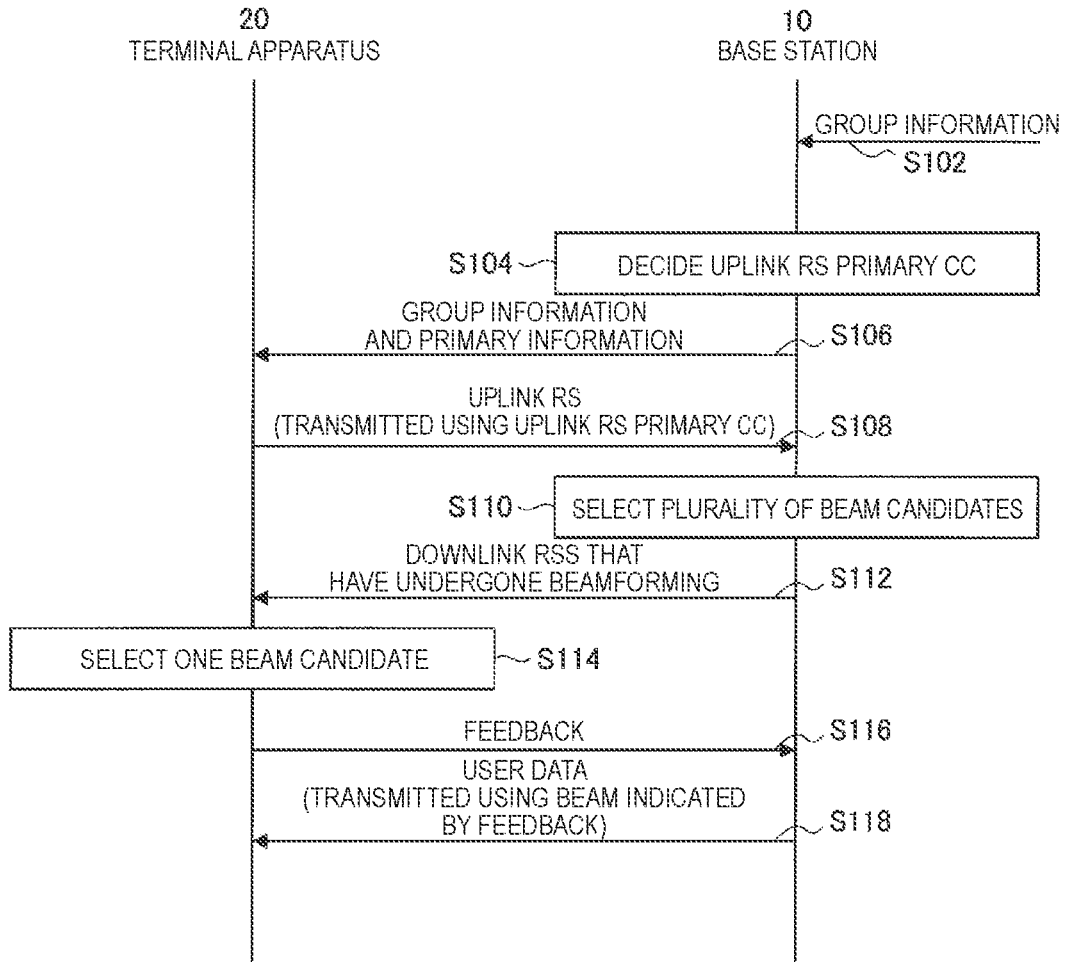 20
TERMINAL APPARATUS
10
BASE STATION
GROUP INFORMATION
S102
S104
DECIDE UPLINK RS PRIMARY CC
GROUP INFORMATION
AND PRIMARY INFORMATION
S106
UPLINK RS
(TRANSMITTED USING UPLINK RS PRIMARY CC)
S108
S110
SELECT PLURALITY OF BEAM CANDIDATES
DOWNLINK RSS THAT
HAVE UNDERGONE BEAMFORMING
S112
SELECT ONE BEAM CANDIDATE
S114
FEEDBACK
S116
USER DATA
(TRANSMITTED USING BEAM INDICATED
BY FEEDBACK)
S118